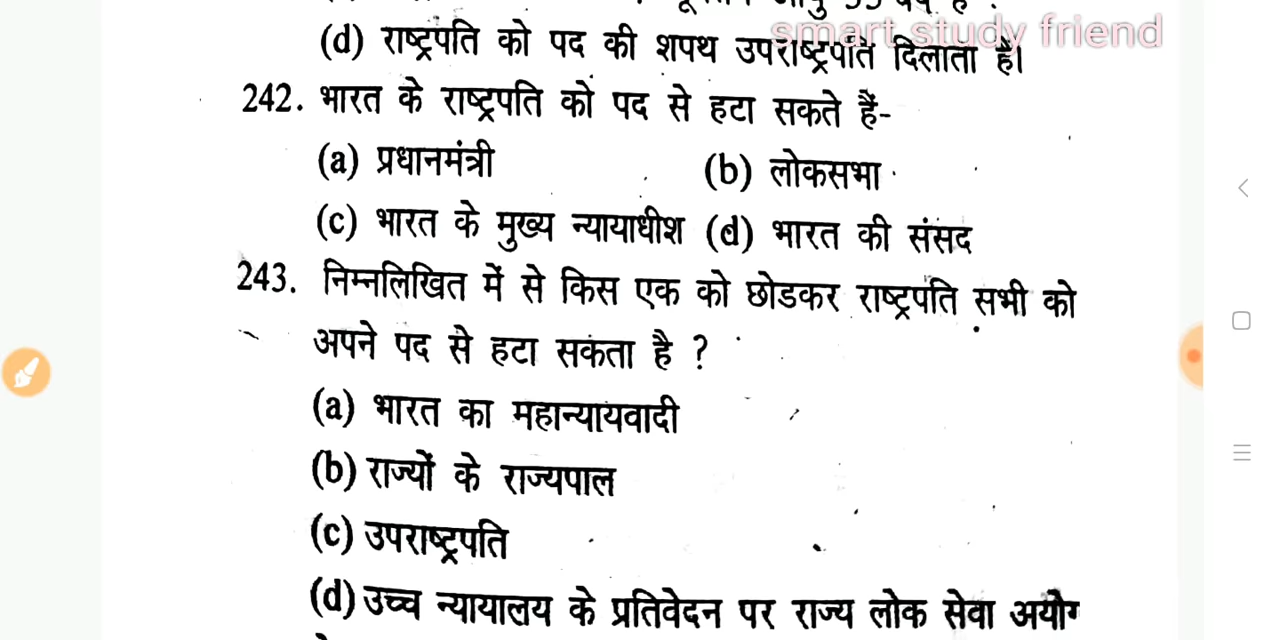 smart study friend
(d) राष्ट्रपति को पद की शपथ उपराष्ट्रपति दिलाता है।
242. भारत के राष्ट्रपति को पद से हटा सकते हैं-
(a) प्रधानमंत्री (b) लोकसभा
(c) भारत के मुख्य न्यायाधीश (d) भारत की संसद
243. निम्नलिखित में से किस एक को छोडकर राष्ट्रपति सभी को
अपने पद से हटा सकता है ?
(a) भारत का महान्यायवादी
(b) राज्यों के राज्यपाल
(c) उपराष्ट्रपति
(d) उच्च न्यायालय के प्रतिवेदन पर राज्य लोक सेवा अयोग